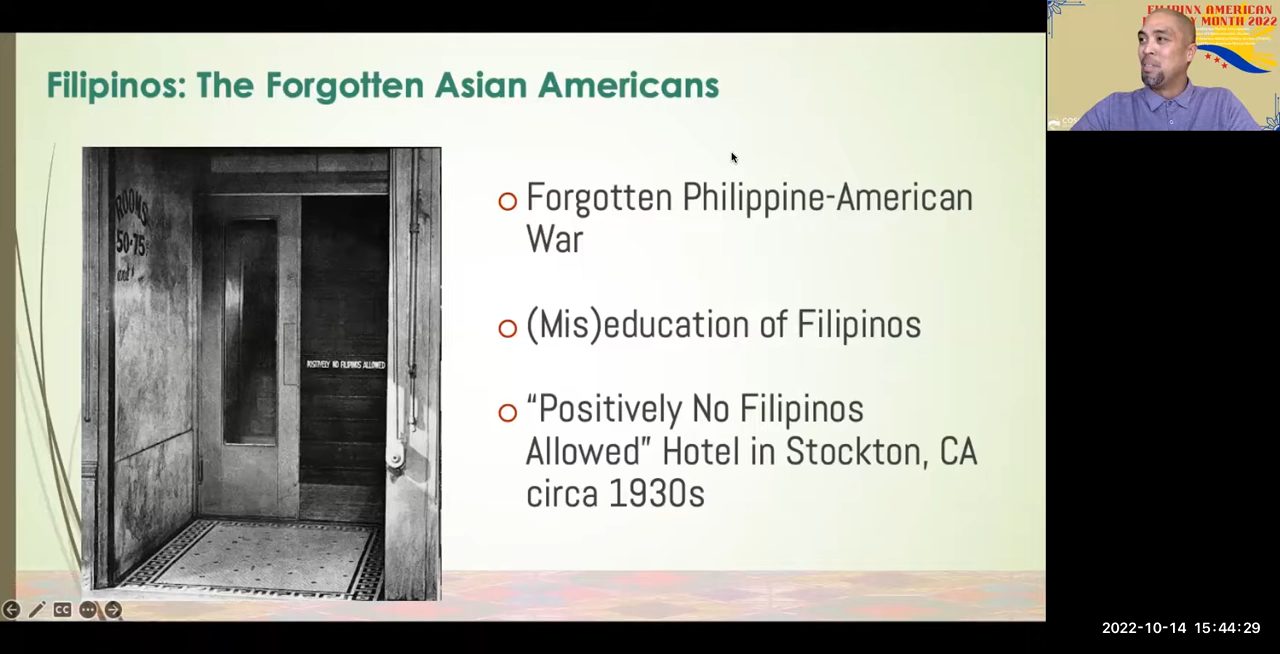 Filipinos: The Forgotten Asian Americans
ROOMS
50·75¢
and
POSITIVELY NO FILIPINOS ALLOWED
Forgotten Philippine-American
War
(Mis)education of Filipinos
“Positively No Filipinos
Allowed” Hotel in Stockton, CA
circa 1930s
CC
AMERICAN
MONTH 2022
2022-10-14 15:44:29